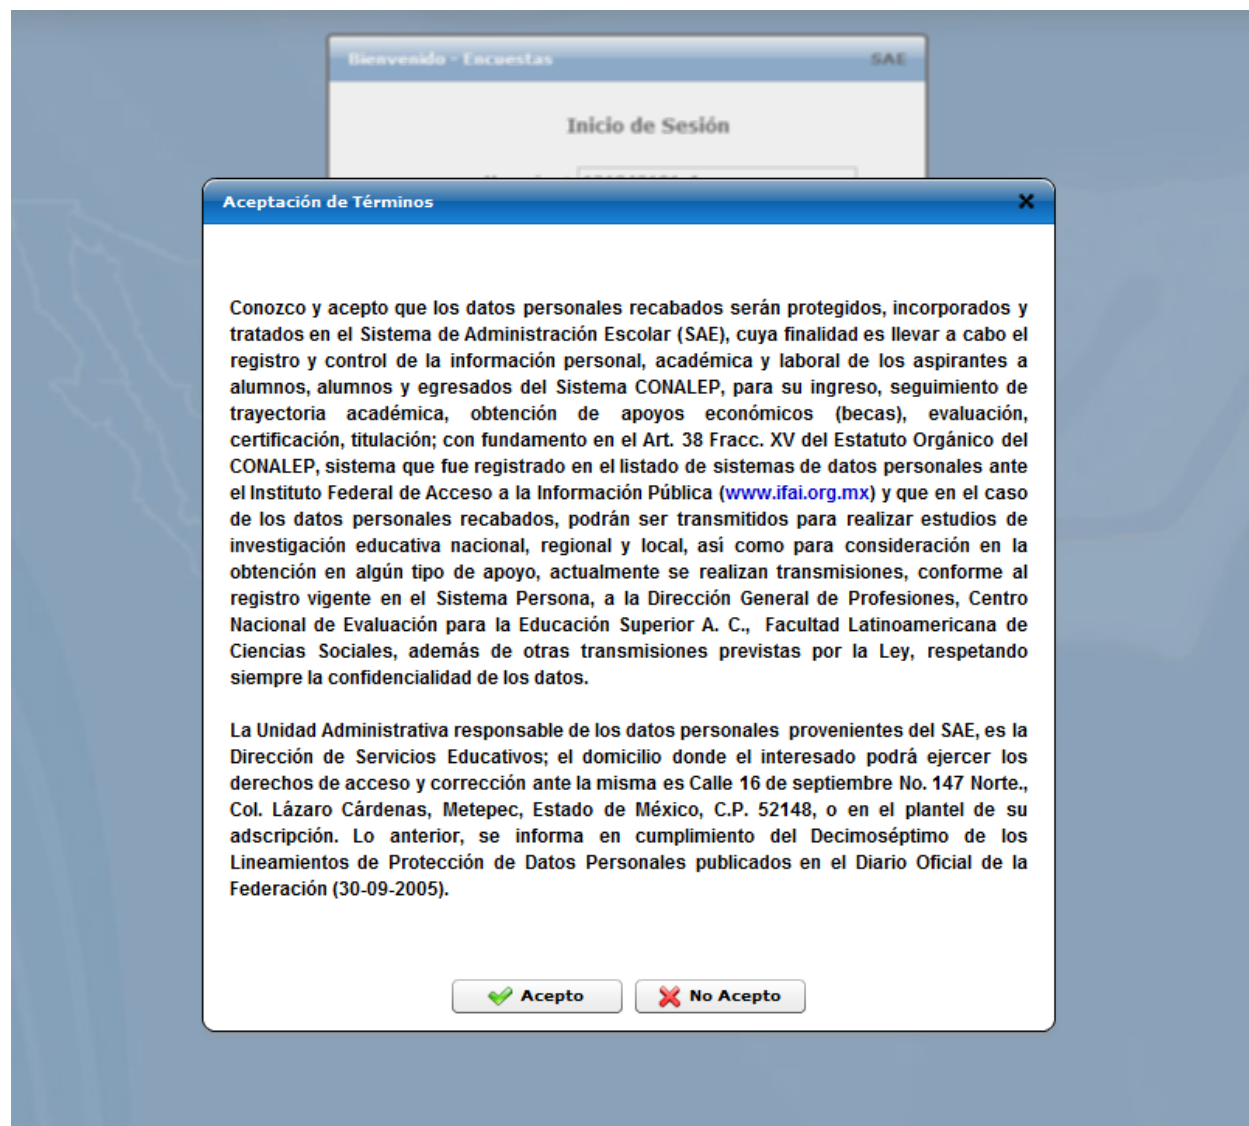 Bienvenido - Encuestas SAE
Inicio de Sesión
Aceptación de Términos
Conozco y acepto que los datos personales recabados serán protegidos, incorporados y
tratados en el Sistema de Administración Escolar (SAE), cuya finalidad es llevar a cabo el
registro y control de la información personal, académica y laboral de los aspirantes a
alumnos, alumnos y egresados del Sistema CONALEP, para su ingreso, seguimiento de
trayectoria académica, obtención de apoyos económicos (becas), evaluación,
certificación, titulación; con fundamento en el Art. 38 Fracc. XV del Estatuto Orgánico del
CONALEP, sistema que fue registrado en el listado de sistemas de datos personales ante
el Instituto Federal de Acceso a la Información Pública (www.ifai.org.mx) y que en el caso
de los datos personales recabados, podrán ser transmitidos para realizar estudios de
investigación educativa nacional, regional y local, así como para consideración en la
obtención en algún tipo de apoyo, actualmente se realizan transmisiones, conforme al
registro vigente en el Sistema Persona, a la Dirección General de Profesiones, Centro
Nacional de Evaluación para la Educación Superior A. C., Facultad Latinoamericana de
Ciencias Sociales, además de otras transmisiones previstas por la Ley, respetando
siempre la confidencialidad de los datos.
La Unidad Administrativa responsable de los datos personales provenientes del SAE, es la
Dirección de Servicios Educativos; el domicilio donde el interesado podrá ejercer los
derechos de acceso y corrección ante la misma es Calle 16 de septiembre No. 147 Norte.,
Col. Lázaro Cárdenas, Metepec, Estado de México, C.P. 52148, o en el plantel de su
adscripción. Lo anterior, se informa en cumplimiento del Decimoséptimo de los
Lineamientos de Protección de Datos Personales publicados en el Diario Oficial de la
Federación (30-09-2005).
Acepto No Acepto